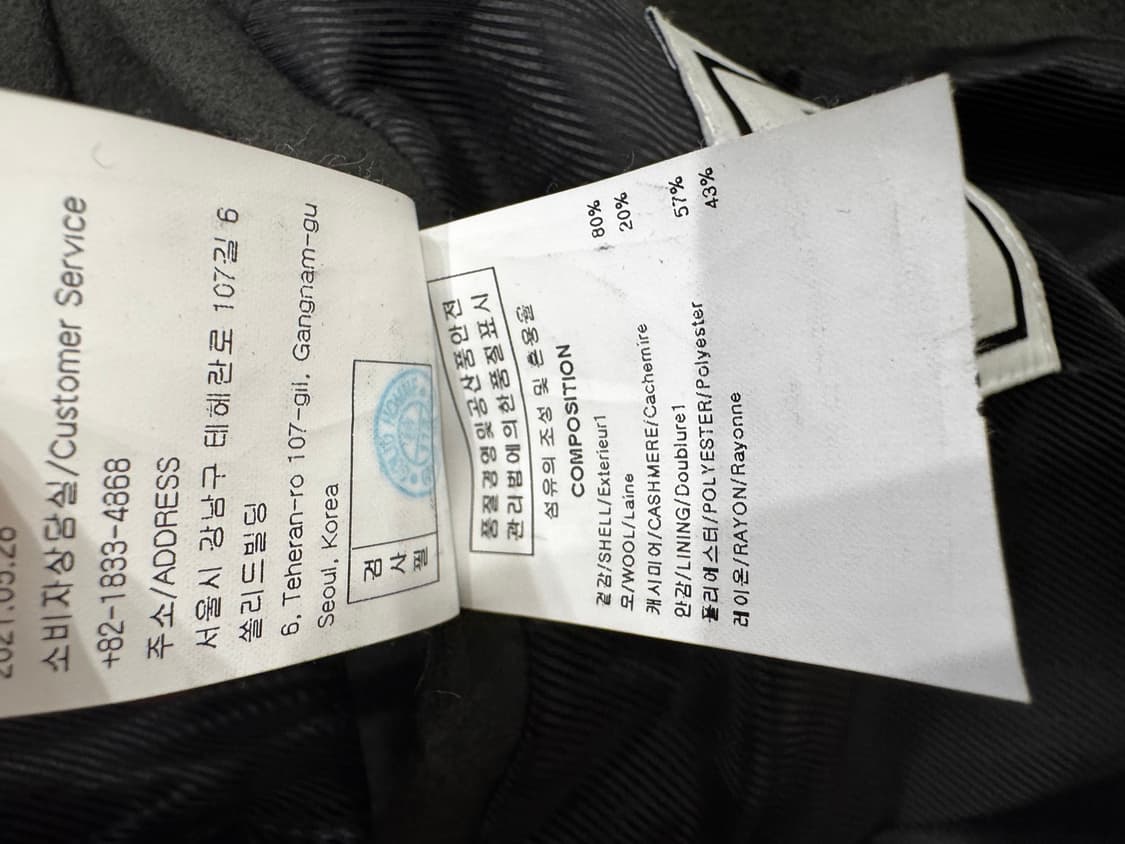 2021.05.26
소비자상담실/Customer Service
+82-1833-4868
주소/ADDRESS
서울시 강남구 테헤란로 107길 6
쏠리드빌딩
6, Teheran-ro 107-gil, Gangnam-gu
Seoul, Korea
검
사
필
품질경영및공산품안전
관리법에의한품질표시
섬유의 조성 및 혼용율
COMPOSITION
겉감/SHELL/Exterieur1
모/WOOL/Laine 80%
캐시미어/CASHMERE/Cachemire 20%
안감/LINING/Doublure1
폴리에스터/POLYESTER/Polyester 57%
레이온/RAYON/Rayonne 43%